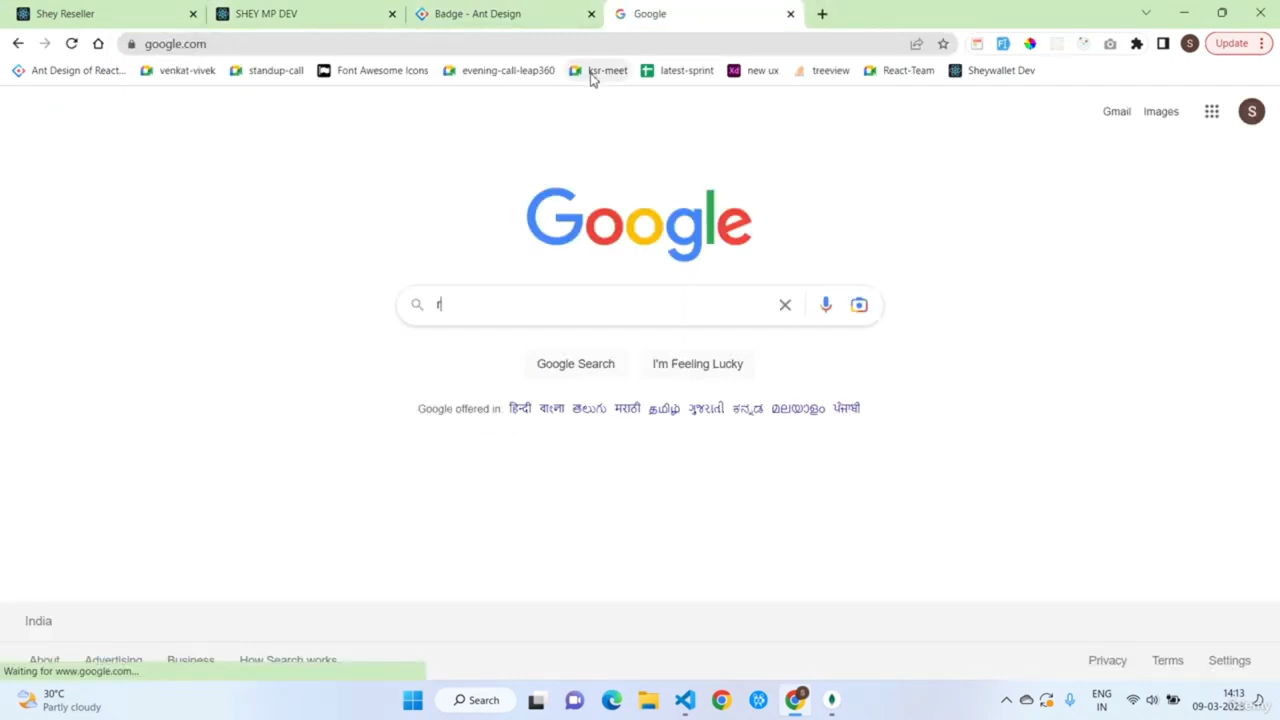 Shey Reseller
SHEY MP DEV
Badge - Ant Design
Google
google.com
S
Update
Ant Design of React...
venkat-vivek
standup-call
Font Awesome Icons
evening-call-leap360
ksr-meet
latest-sprint
Xd new ux
treeview
React-Team
Sheywallet Dev
Gmail Images
S
Google
r
Google Search I'm Feeling Lucky
Google offered in: हिन्दी বাংলা తెలుగు मराठी தமிழ் ગુજરાતી ಕನ್ನಡ മലയാളം ਪੰਜਾਬੀ
India
About Advertising Business How Search works
Privacy Terms Settings
Waiting for www.google.com...
30°C
Partly cloudy
Search
ENG
IN
14:13
09-03-2023